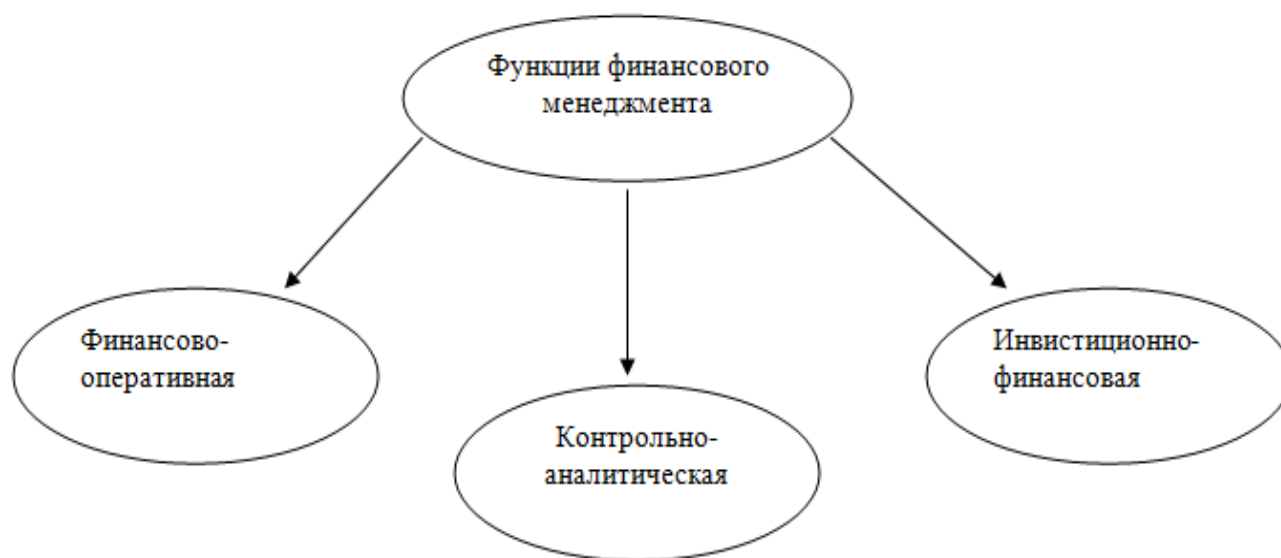 Функции финансового
менеджмента
Финансово-
оперативная
Контрольно-
аналитическая
Инвистиционно-
финансовая